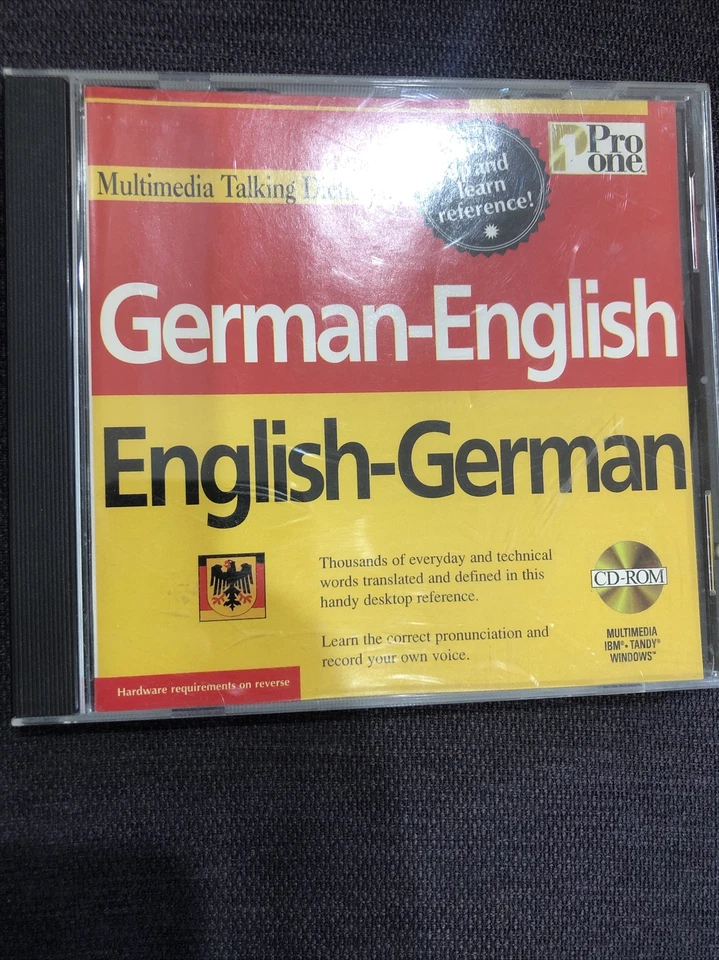 Pro
one
and
learn
reference!
Multimedia Talking
German-English
English-German
Thousands of everyday and technical
words translated and defined in this
handy desktop reference.
Learn the correct pronunciation and
record your own voice.
CD-ROM
MULTIMEDIA
IBM® • TANDY®
WINDOWS™
Hardware requirements on reverse